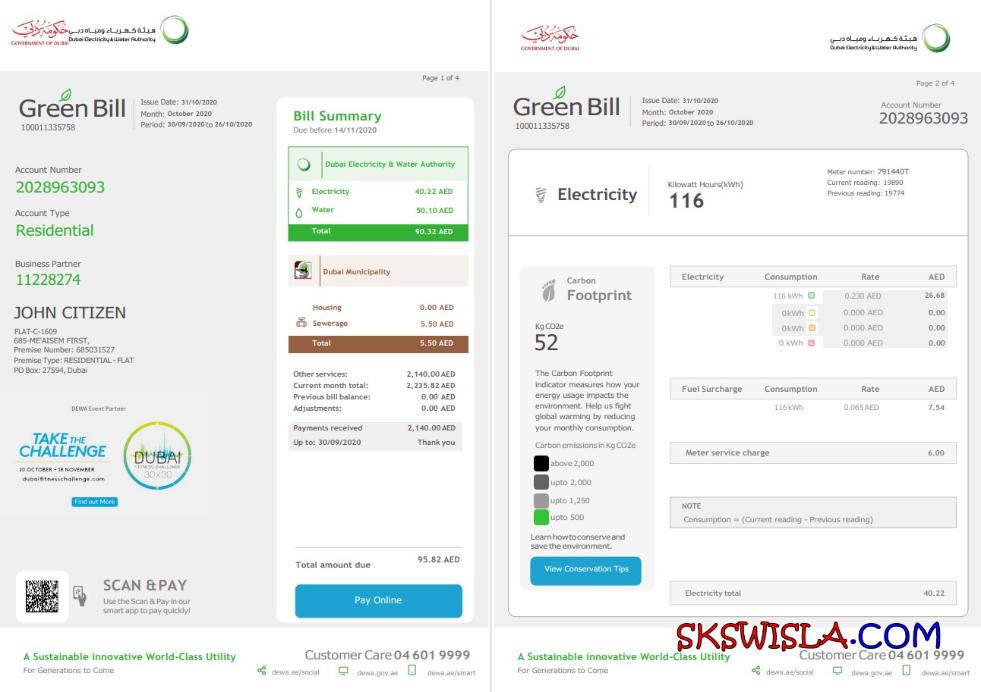 حكومة دبي
GOVERNMENT OF DUBAI
هيئة كهرباء ومياه دبي
Dubai Electricity & Water Authority
Page 1 of 4
Green Bill
100011335758
Issue Date: 31/10/2020
Month: October 2020
Period: 30/09/2020 to 26/10/2020
Account Number
2028963093
Account Type
Residential
Business Partner
11228274
JOHN CITIZEN
FLAT-C-1609
685-ME'AISEM FIRST,
Premise Number: 685031527
Premise Type: RESIDENTIAL - FLAT
PO Box: 27594, Dubai
DEWA Event Partner
TAKE THE
CHALLENGE
20 OCTOBER - 18 NOVEMBER
dubaifitnesschallenge.com
DUBAI
FITNESS CHALLENGE
30x30
Find out More
SCAN & PAY
Use the Scan & Pay in our
smart app to pay quickly!
Bill Summary
Due before 14/11/2020
Dubai Electricity & Water Authority
Electricity 40.22 AED
Water 50.10 AED
Total 90.32 AED
Dubai Municipality
Housing 0.00 AED
Sewerage 5.50 AED
Total 5.50 AED
Other services: 2,140.00 AED
Current month total: 2,235.82 AED
Previous bill balance: 0.00 AED
Adjustments: 0.00 AED
Payments received 2,140.00 AED
Up to: 30/09/2020 Thank you
Total amount due 95.82 AED
Pay Online
A Sustainable innovative World-Class Utility
For Generations to Come
Customer Care 04 601 9999
dewa.ae/social dewa.gov.ae dewa.ae/smart
حكومة دبي
GOVERNMENT OF DUBAI
هيئة كهرباء ومياه دبي
Dubai Electricity & Water Authority
Page 2 of 4
Green Bill
100011335758
Issue Date: 31/10/2020
Month: October 2020
Period: 30/09/2020 to 26/10/2020
Account Number
2028963093
Electricity
Kilowatt Hours(kWh)
116
Meter number: 791440T
Current reading: 19890
Previous reading: 19774
Carbon
Footprint
Kg CO2e
52
The Carbon Footprint
indicator measures how your
energy usage impacts the
environment. Help us fight
global warming by reducing
your monthly consumption.
Carbon emissions in Kg CO2e
above 2,000
upto 2,000
upto 1,250
upto 500
Learn how to conserve and
save the environment.
View Conservation Tips
Electricity Consumption Rate AED
116 kWh 0.230 AED 26.68
0kWh 0.000 AED 0.00
0kWh 0.000 AED 0.00
0 kWh 0.000 AED 0.00
Fuel Surcharge Consumption Rate AED
116kWh 0.065 AED 7,54
Meter service charge 6.00
NOTE
Consumption = (Current reading - Previous reading)
Electricity total 40.22
SKSWISLA.COM
A Sustainable innovative World-Class Utility
For Generations to Come
Customer Care 04 601 9999
dewa.ae/social dewa.gov.ae dewa.ae/smart